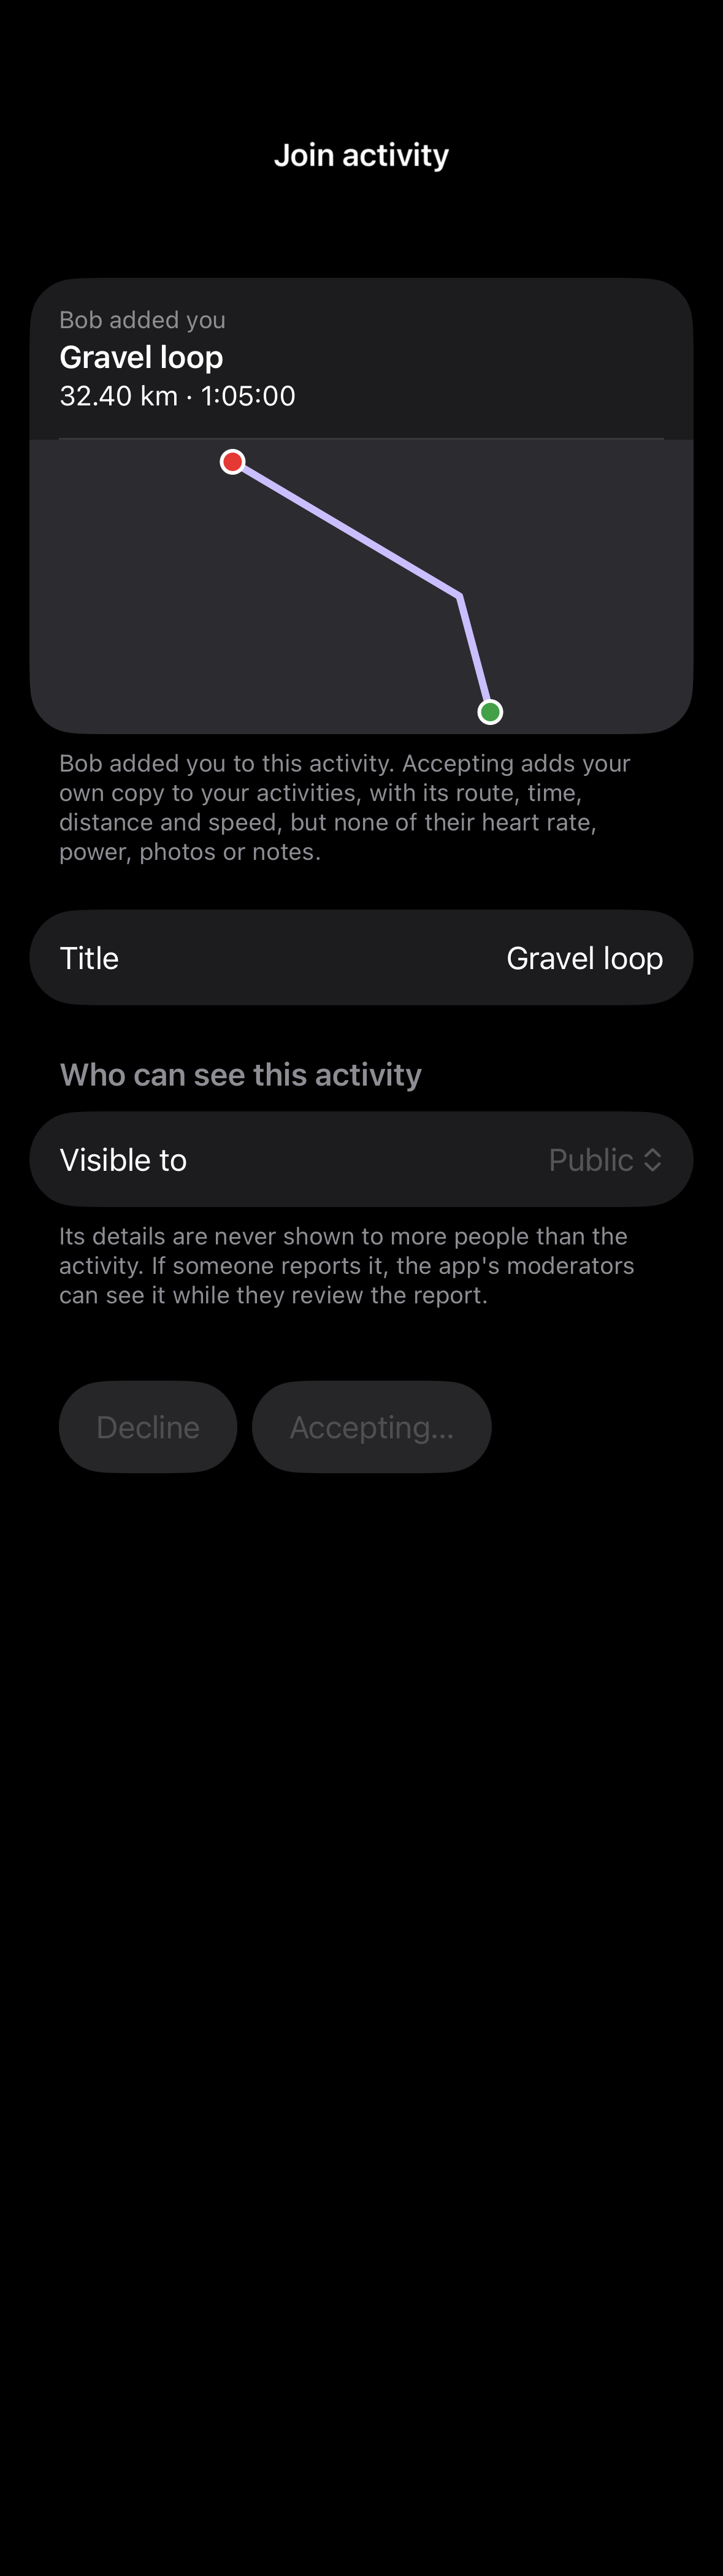 Join activity
Bob added you
Gravel loop
32.40 km · 1:05:00
Bob added you to this activity. Accepting adds your
own copy to your activities, with its route, time,
distance and speed, but none of their heart rate,
power, photos or notes.
Title Gravel loop
Who can see this activity
Visible to Public
Its details are never shown to more people than the
activity. If someone reports it, the app's moderators
can see it while they review the report.
Decline Accepting...